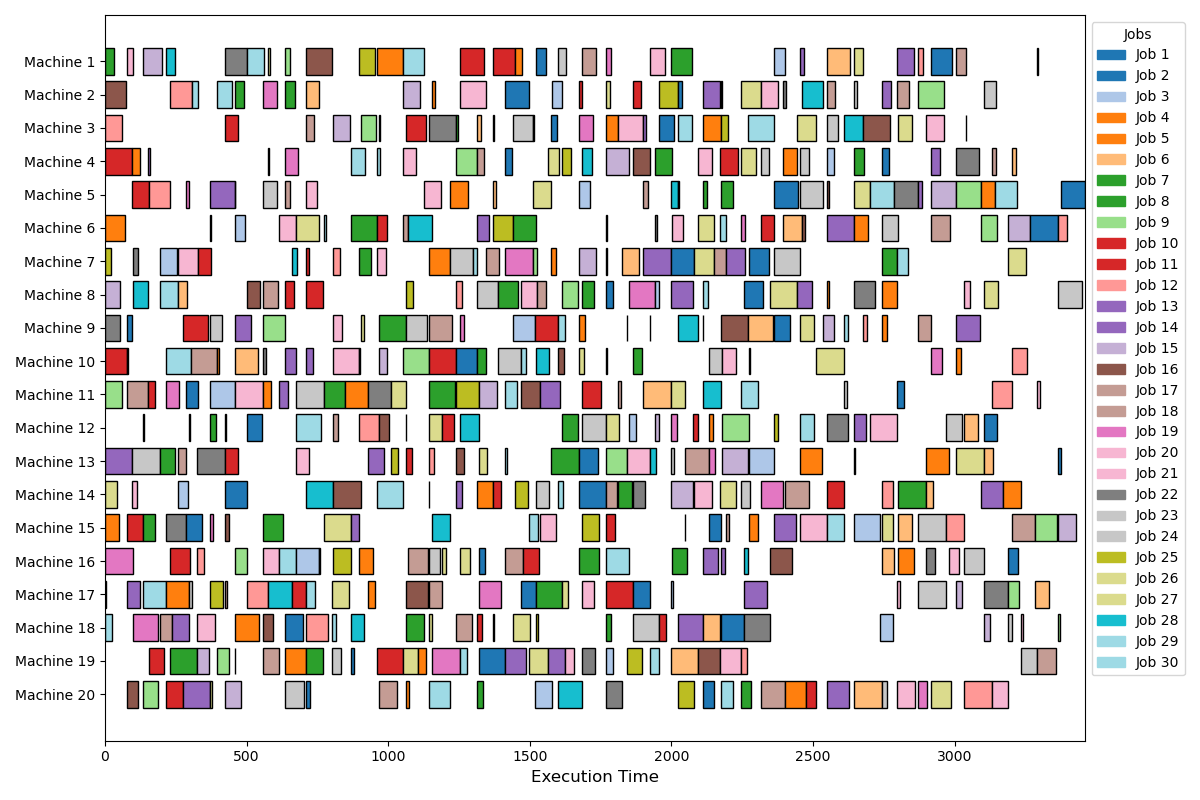 Machine 1
Machine 2
Machine 3
Machine 4
Machine 5
Machine 6
Machine 7
Machine 8
Machine 9
Machine 10
Machine 11
Machine 12
Machine 13
Machine 14
Machine 15
Machine 16
Machine 17
Machine 18
Machine 19
Machine 20
0 500 1000 1500 2000 2500 3000
Execution Time
Jobs
Job 1
Job 2
Job 3
Job 4
Job 5
Job 6
Job 7
Job 8
Job 9
Job 10
Job 11
Job 12
Job 13
Job 14
Job 15
Job 16
Job 17
Job 18
Job 19
Job 20
Job 21
Job 22
Job 23
Job 24
Job 25
Job 26
Job 27
Job 28
Job 29
Job 30